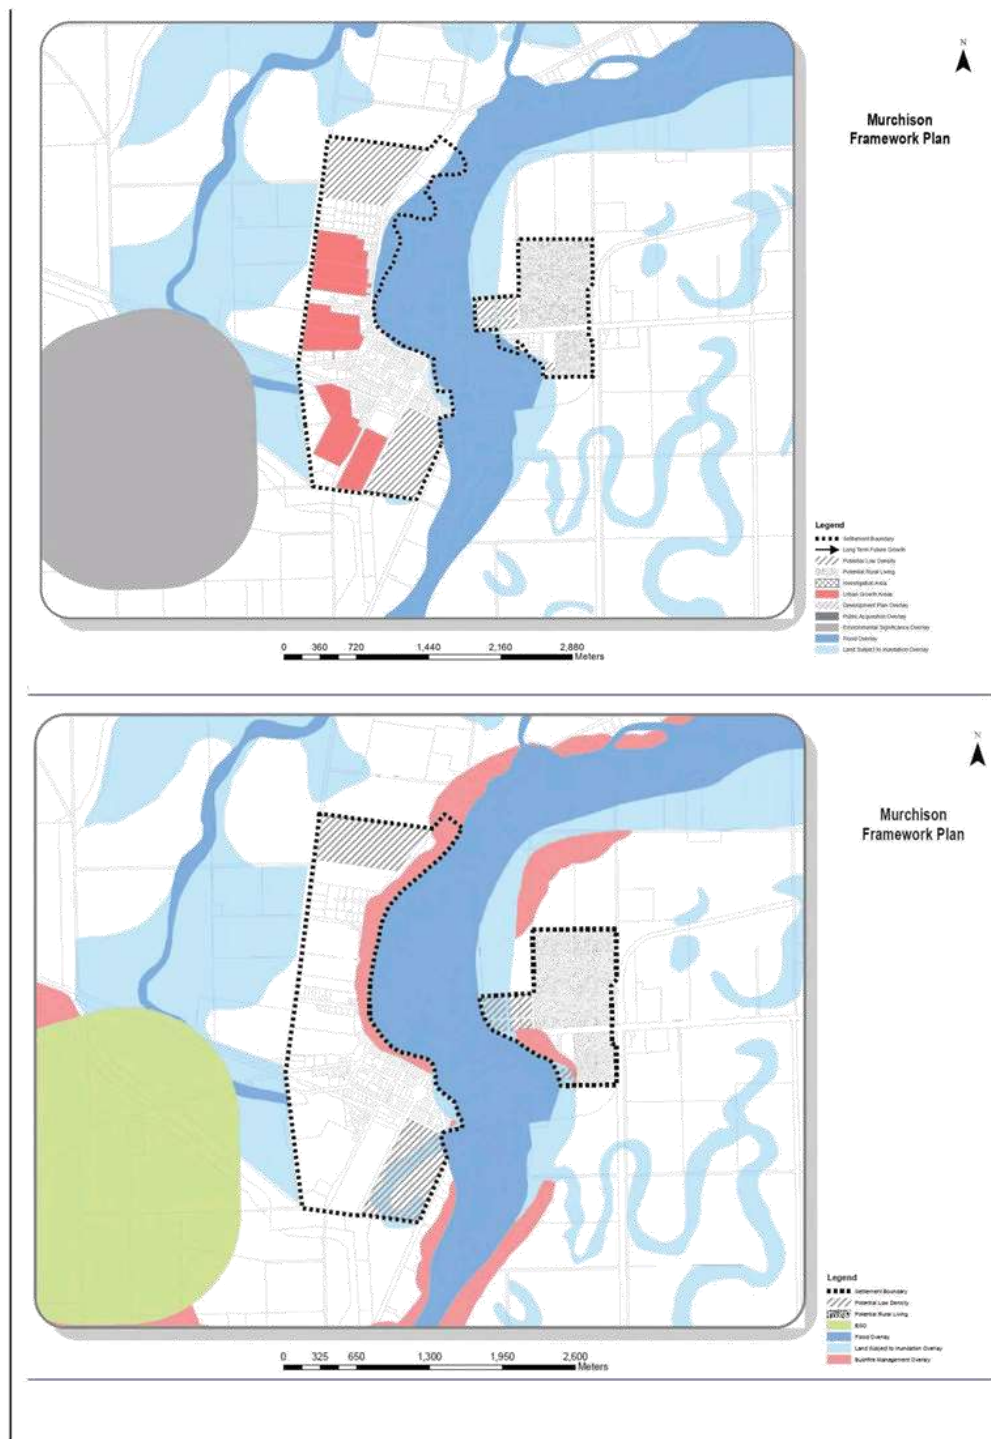 N
Murchison
Framework Plan
Legend
Settlement Boundary
Long Term Future Growth
Potential Low Density
Potential Rural Living
Investigation Area
Urban Growth Areas
Development Plan Overlay
Public Acquisition Overlay
Environmental Significance Overlay
Flood Overlay
Land Subject to Inundation Overlay
0 360 720 1,440 2,160 2,880
Meters
N
Murchison
Framework Plan
Legend
Settlement Boundary
Potential Low Density
Potential Rural Living
ESO
Flood Overlay
Land Subject to Inundation Overlay
Bushfire Management Overlay
0 325 650 1,300 1,950 2,600
Meters